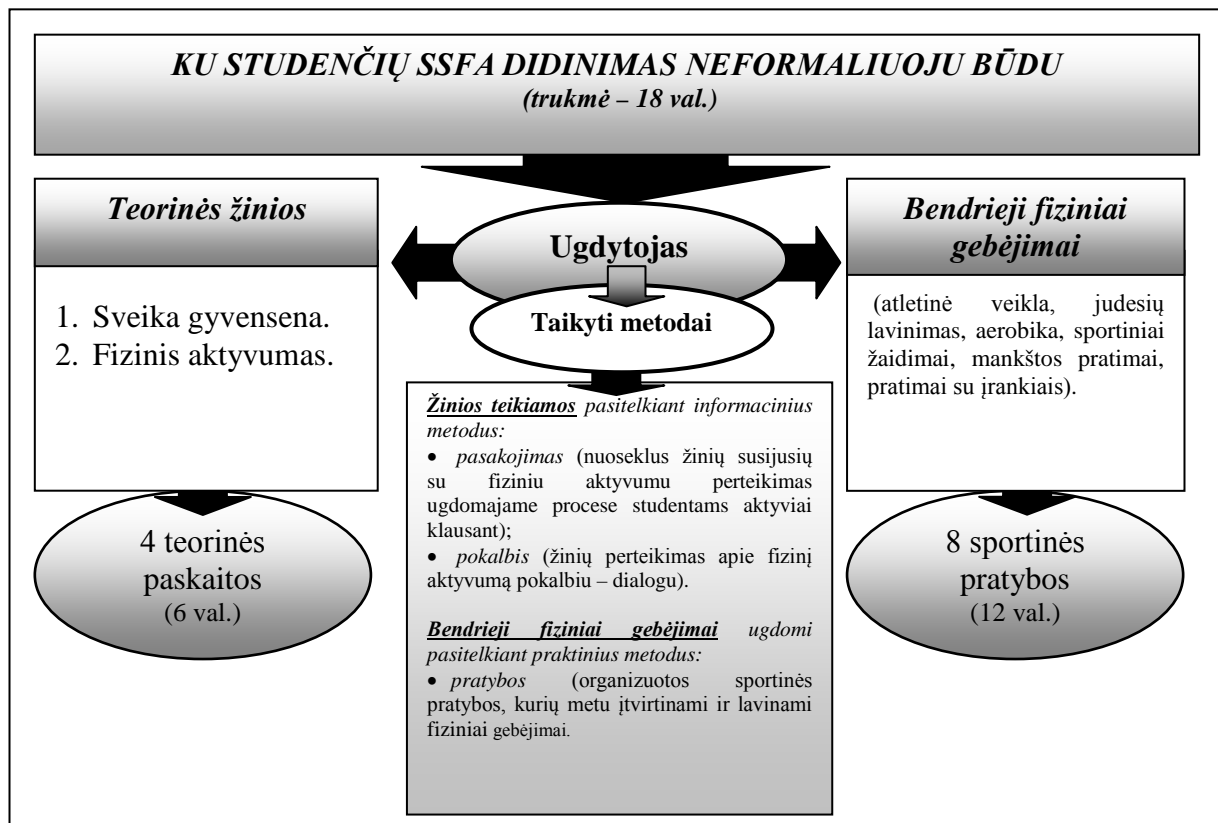 KU STUDENČIŲ SSFA DIDINIMAS NEFORMALIUOJU BŪDU
(trukmė – 18 val.)
Teorinės žinios
1. Sveika gyvensena.
2. Fizinis aktyvumas.
4 teorinės
paskaitos
(6 val.)
Ugdytojas
Taikyti metodai
Žinios teikiamos pasitelkiant informacinius
metodus:
• pasakojimas (nuoseklus žinių susijusių
su fiziniu aktyvumu perteikimas
ugdomajame procese studentams aktyviai
klausant);
• pokalbis (žinių perteikimas apie fizinį
aktyvumą pokalbiu – dialogu).
Bendrieji fiziniai gebėjimai ugdomi
pasitelkiant praktinius metodus:
• pratybos (organizuotos sportinės
pratybos, kurių metu įtvirtinami ir lavinami
fiziniai gebėjimai.
Bendrieji fiziniai
gebėjimai
(atletinė veikla, judesių
lavinimas, aerobika, sportiniai
žaidimai, mankštos pratimai,
pratimai su įrankiais).
8 sportinės
pratybos
(12 val.)